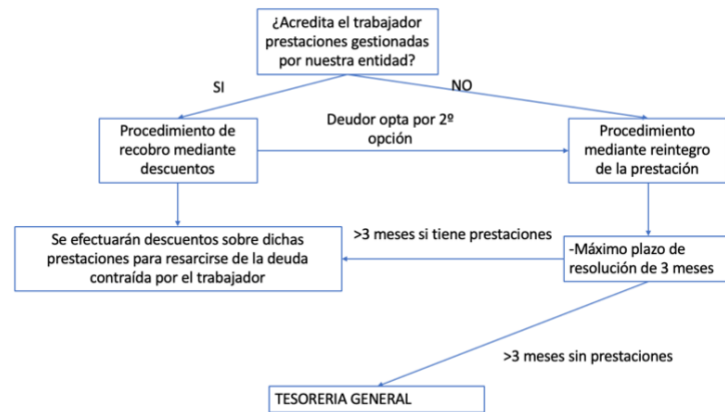 ¿Acredita el trabajador
prestaciones gestionadas
por nuestra entidad?
SI
NO
Procedimiento de
recobro mediante
descuentos
Deudor opta por 2º
opción
Procedimiento
mediante reintegro
de la prestación
Se efectuarán descuentos sobre dichas
prestaciones para resarcirse de la deuda
contraída por el trabajador
>3 meses si tiene prestaciones
-Máximo plazo de
resolución de 3 meses
>3 meses sin prestaciones
TESORERIA GENERAL